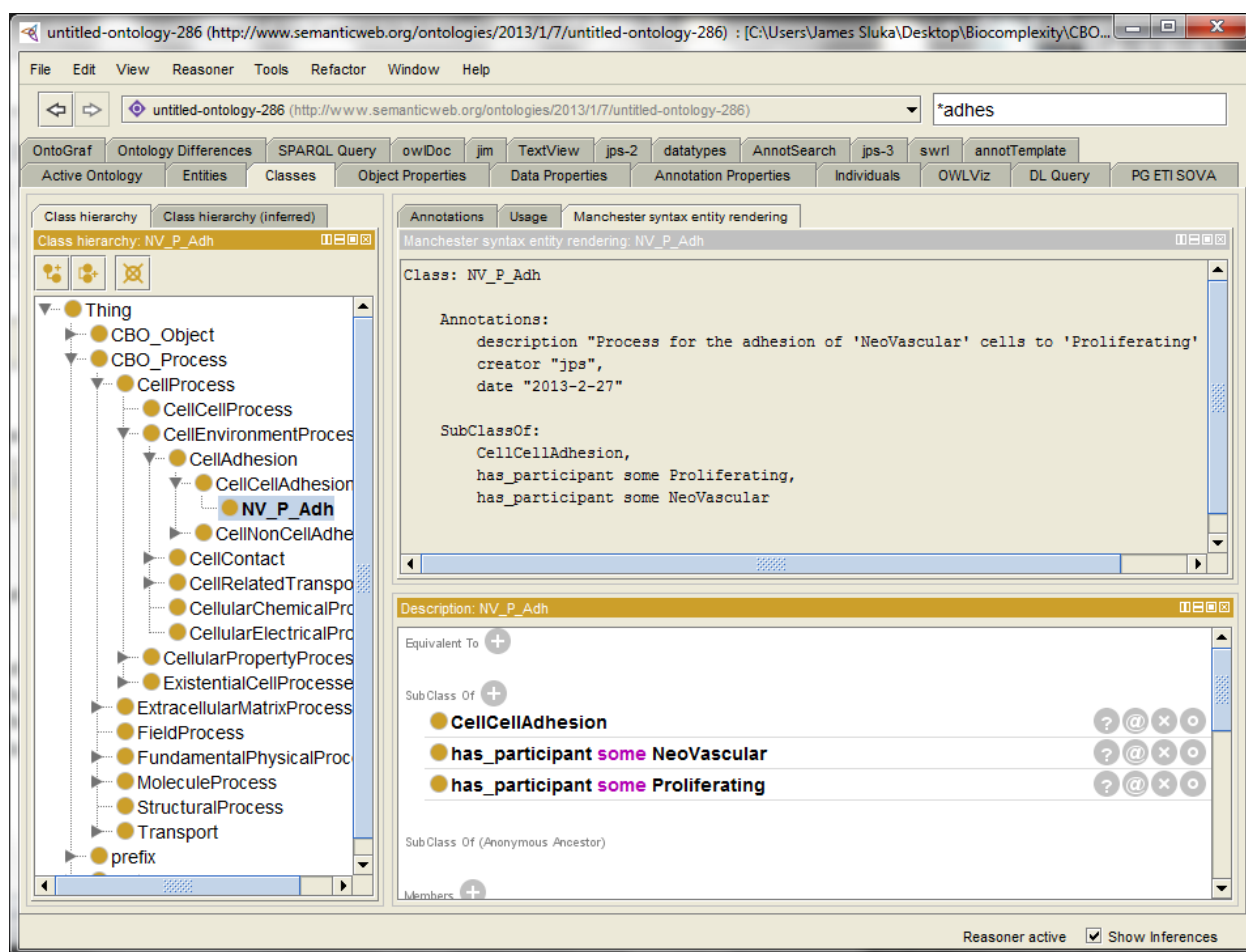 untitled-ontology-286 (http://www.semanticweb.org/ontologies/2013/1/7/untitled-ontology-286) : [C:\Users\James Sluka\Desktop\Biocomplexity\CBO...
File Edit View Reasoner Tools Refactor Window Help
untitled-ontology-286 (http://www.semanticweb.org/ontologies/2013/1/7/untitled-ontology-286) *adhes
OntoGraf Ontology Differences SPARQL Query owlDoc jim TextView jps-2 datatypes AnnotSearch jps-3 swrl annotTemplate
Active Ontology Entities Classes Object Properties Data Properties Annotation Properties Individuals OWLViz DL Query PG ETI SOVA
Class hierarchy Class hierarchy (inferred)
Class hierarchy: NV_P_Adh
Thing
CBO_Object
CBO_Process
CellProcess
CellCellProcess
CellEnvironmentProces
CellAdhesion
CellCellAdhesion
NV_P_Adh
CellNonCellAdhe
CellContact
CellRelatedTranspo
CellularChemicalPro
CellularElectricalPro
CellularPropertyProces
ExistentialCellProcesse
ExtracellularMatrixProcess
FieldProcess
FundamentalPhysicalProc
MoleculeProcess
StructuralProcess
Transport
prefix
Annotations Usage Manchester syntax entity rendering
Manchester syntax entity rendering: NV_P_Adh
Class: NV_P_Adh
Annotations:
description "Process for the adhesion of 'NeoVascular' cells to 'Proliferating'
creator "jps",
date "2013-2-27"
SubClassOf:
CellCellAdhesion,
has_participant some Proliferating,
has_participant some NeoVascular
Description: NV_P_Adh
Equivalent To
SubClass Of
CellCellAdhesion
has_participant some NeoVascular
has_participant some Proliferating
SubClass Of (Anonymous Ancestor)
Members
Reasoner active Show Inferences